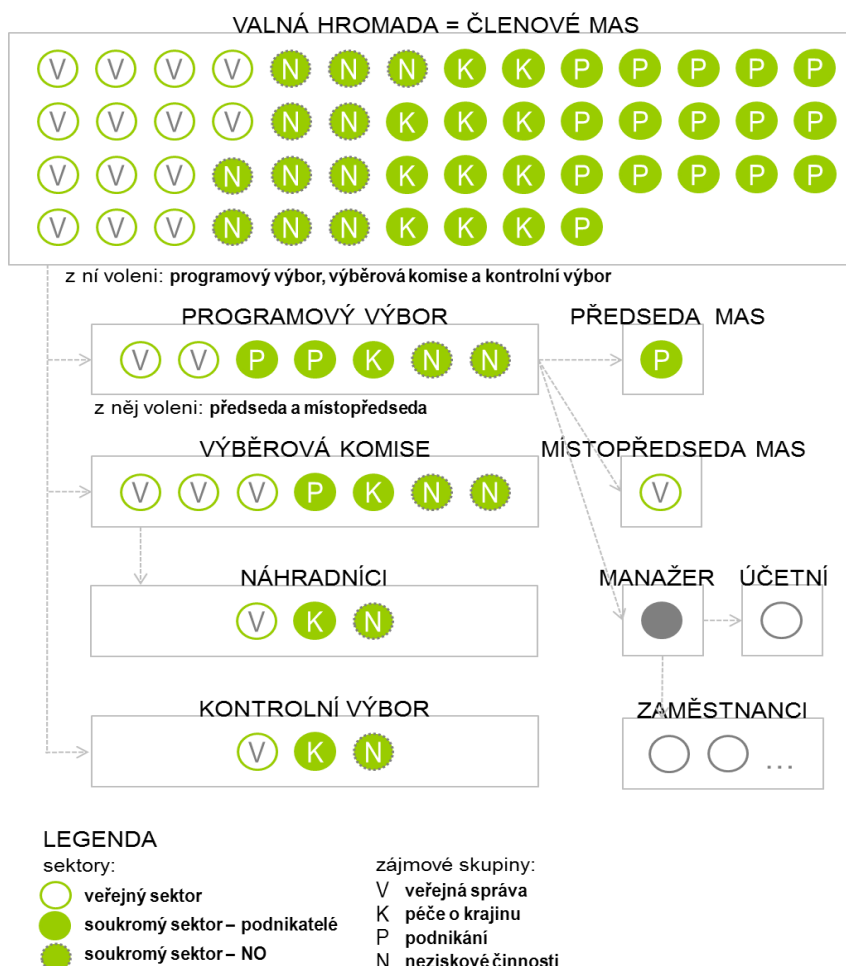 VALNÁ HROMADA = ČLENOVÉ MAS
V V V V N N N K K P P P P P
V V V V N N K K K P P P P P
V V V N N N K K K P P P P P
V V V N N N K K K P
z ní voleni: programový výbor, výběrová komise a kontrolní výbor
PROGRAMOVÝ VÝBOR
PŘEDSEDA MAS
V V P P K N N
P
z něj voleni: předseda a místopředseda
VÝBĚROVÁ KOMISE
MÍSTOPŘEDSEDA MAS
V V V P K N N
V
NÁHRADNÍCI
MANAŽER
ÚČETNÍ
V K N
KONTROLNÍ VÝBOR
ZAMĚSTNANCI
V K N
...
LEGENDA
sektory:
veřejný sektor
soukromý sektor – podnikatelé
soukromý sektor – NO
zájmové skupiny:
V veřejná správa
K péče o krajinu
P podnikání
N neziskové činnosti